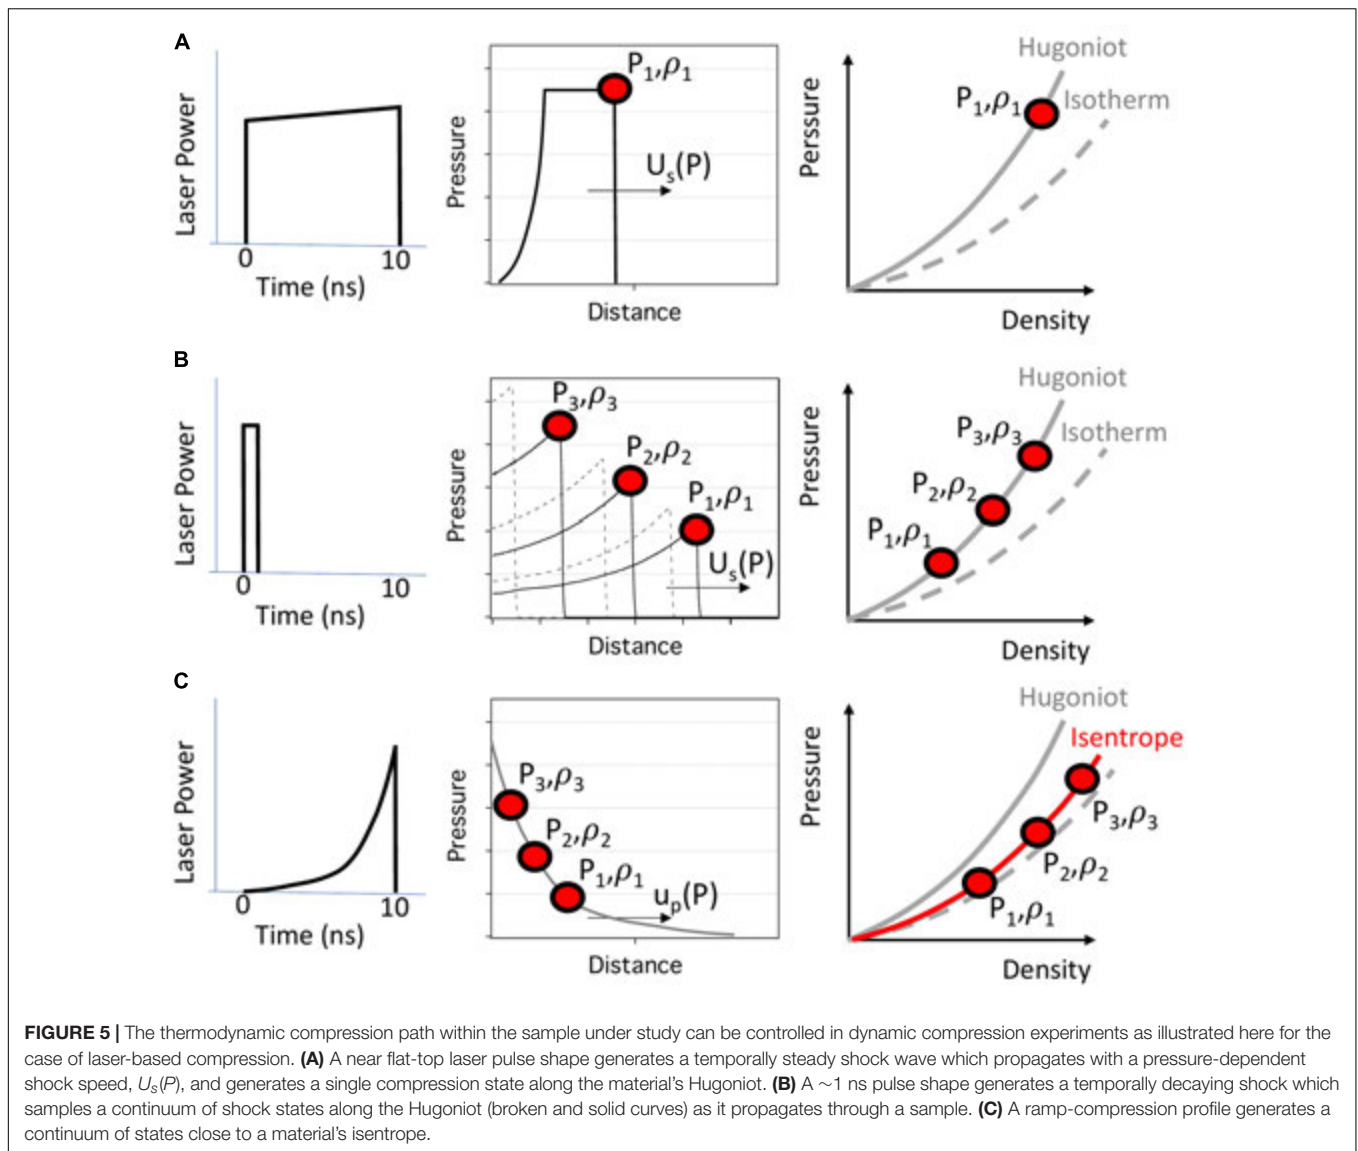 A
Laser Power
0
10
Time (ns)
Pressure
P1,ρ1
Us(P)
Distance
Perssure
Hugoniot
P1,ρ1
Isotherm
Density
B
Laser Power
0
10
Time (ns)
Pressure
P3,ρ3
P2,ρ2
P1,ρ1
Us(P)
Distance
Pressure
Hugoniot
P3,ρ3
Isotherm
P2,ρ2
P1,ρ1
Density
C
Laser Power
0
10
Time (ns)
Pressure
P3,ρ3
P2,ρ2
P1,ρ1
up(P)
Distance
Pressure
Hugoniot
Isentrope
P3,ρ3
P2,ρ2
P1,ρ1
Density
FIGURE 5 | The thermodynamic compression path within the sample under study can be controlled in dynamic compression experiments as illustrated here for the
case of laser-based compression. (A) A near flat-top laser pulse shape generates a temporally steady shock wave which propagates with a pressure-dependent
shock speed, Us(P), and generates a single compression state along the material's Hugoniot. (B) A ∼1 ns pulse shape generates a temporally decaying shock which
samples a continuum of shock states along the Hugoniot (broken and solid curves) as it propagates through a sample. (C) A ramp-compression profile generates a
continuum of states close to a material's isentrope.